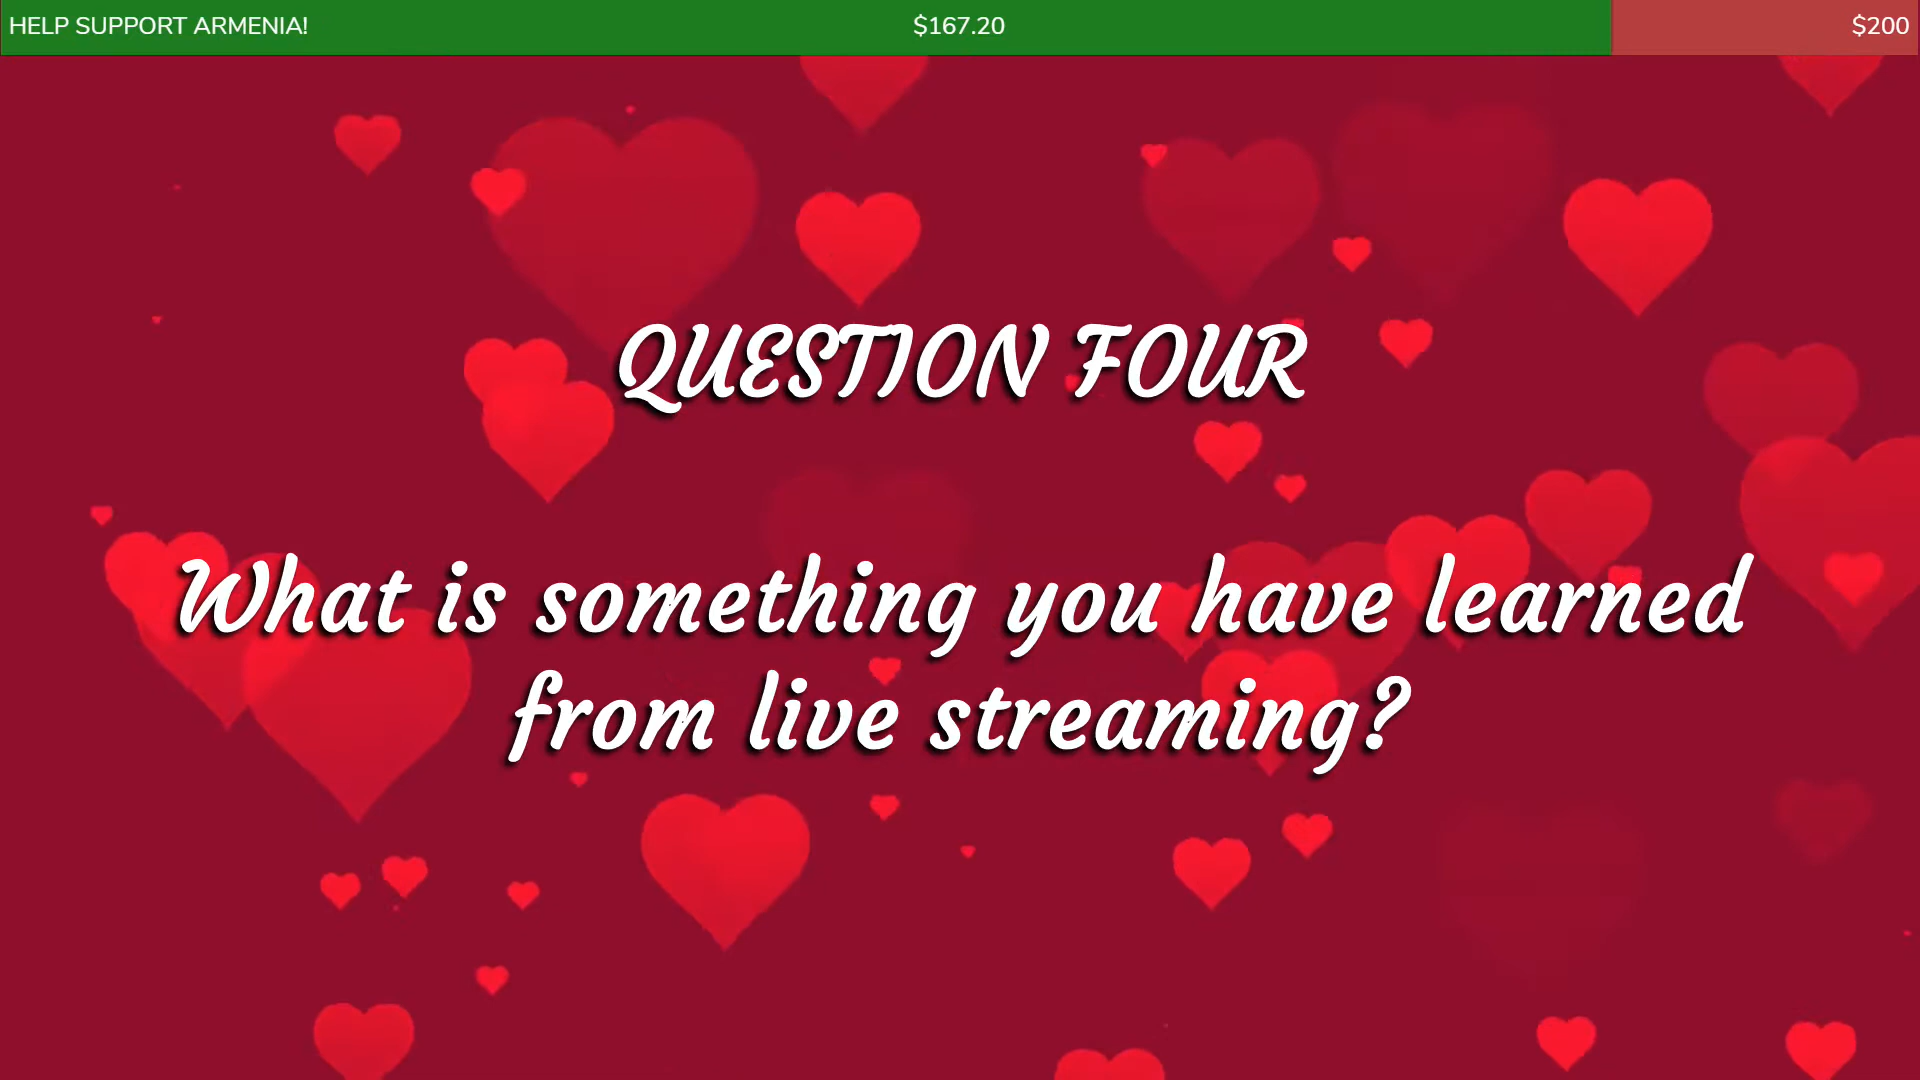 HELP SUPPORT ARMENIA! $167.20 $200
QUESTION FOUR
What is something you have learned
from live streaming?